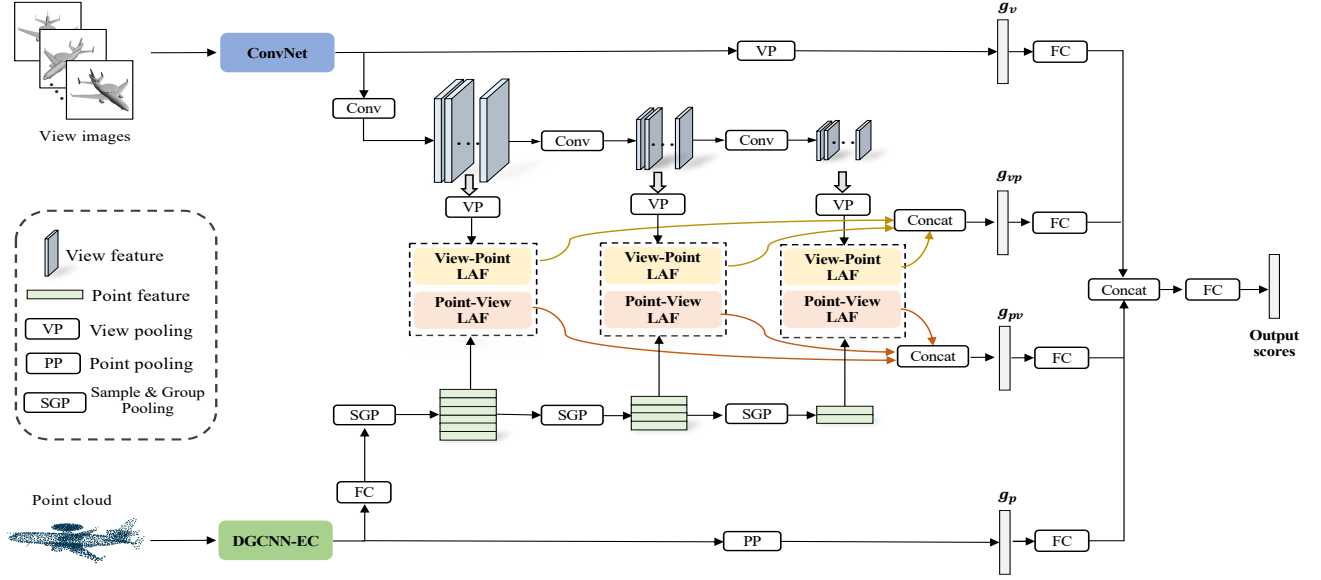 g_v
ConvNet
VP
FC
View images
Conv
Conv
Conv
g_vp
VP
VP
VP
Concat
FC
View feature
View-Point
LAF
View-Point
LAF
View-Point
LAF
Point feature
Point-View
LAF
Point-View
LAF
Point-View
LAF
Concat
FC
g_pv
VP
View pooling
Output
scores
PP
Point pooling
Concat
FC
SGP
Sample & Group
Pooling
SGP
SGP
SGP
FC
Point cloud
g_p
DGCNN-EC
PP
FC